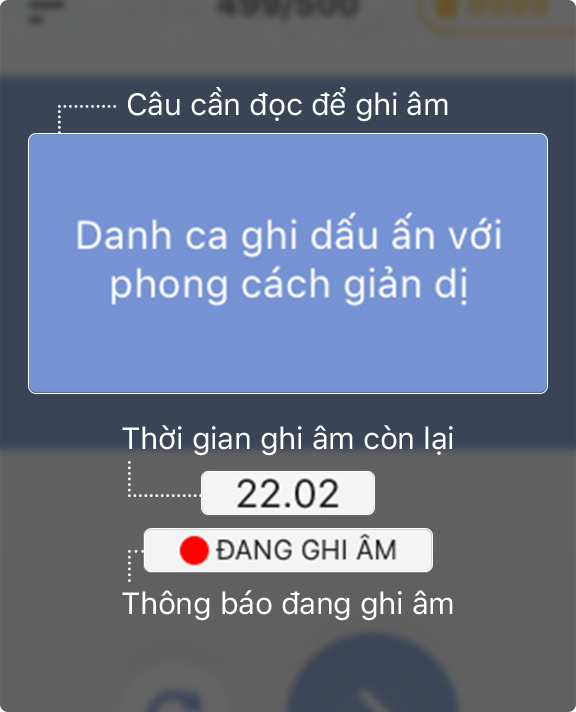 499/500
9999
Câu cần đọc để ghi âm
Danh ca ghi dấu ấn với
phong cách giản dị
Thời gian ghi âm còn lại
22.02
ĐANG GHI ÂM
Thông báo đang ghi âm